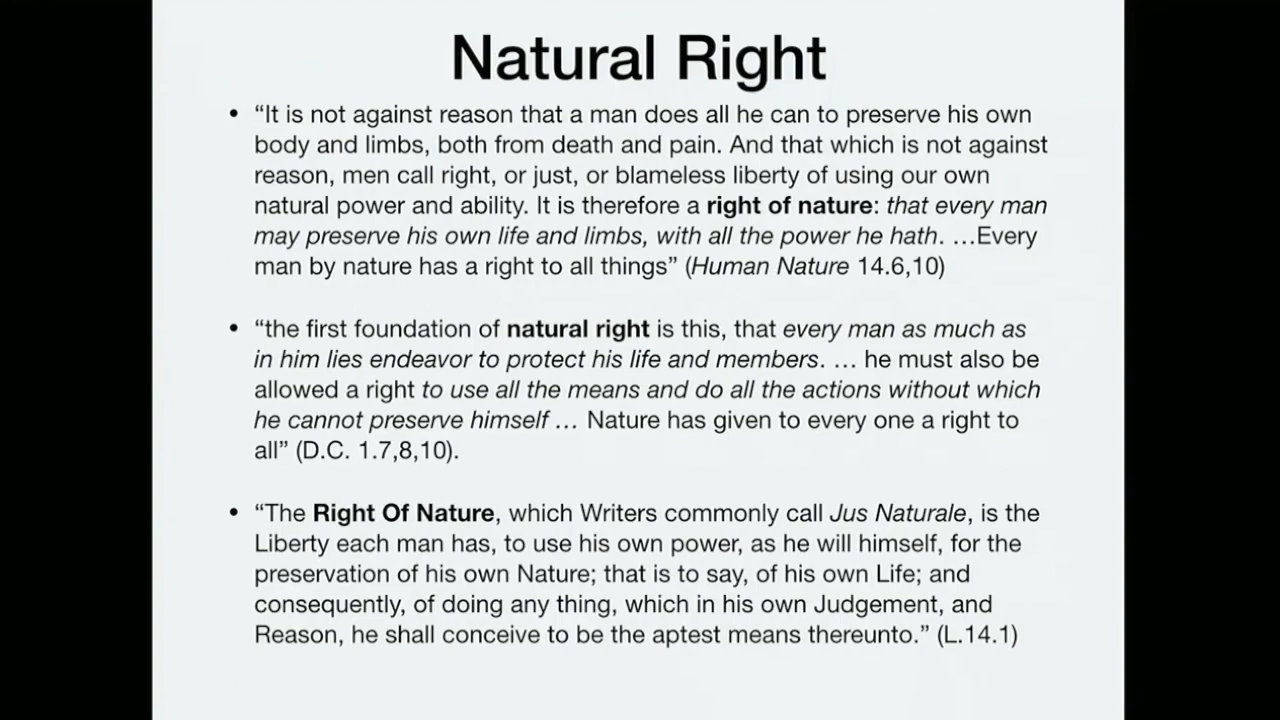 Natural Right
• “It is not against reason that a man does all he can to preserve his own
body and limbs, both from death and pain. And that which is not against
reason, men call right, or just, or blameless liberty of using our own
natural power and ability. It is therefore a right of nature: that every man
may preserve his own life and limbs, with all the power he hath. …Every
man by nature has a right to all things” (Human Nature 14.6,10)
• “the first foundation of natural right is this, that every man as much as
in him lies endeavor to protect his life and members. … he must also be
allowed a right to use all the means and do all the actions without which
he cannot preserve himself … Nature has given to every one a right to
all” (D.C. 1.7,8,10).
• “The Right Of Nature, which Writers commonly call Jus Naturale, is the
Liberty each man has, to use his own power, as he will himself, for the
preservation of his own Nature; that is to say, of his own Life; and
consequently, of doing any thing, which in his own Judgement, and
Reason, he shall conceive to be the aptest means thereunto.” (L.14.1)